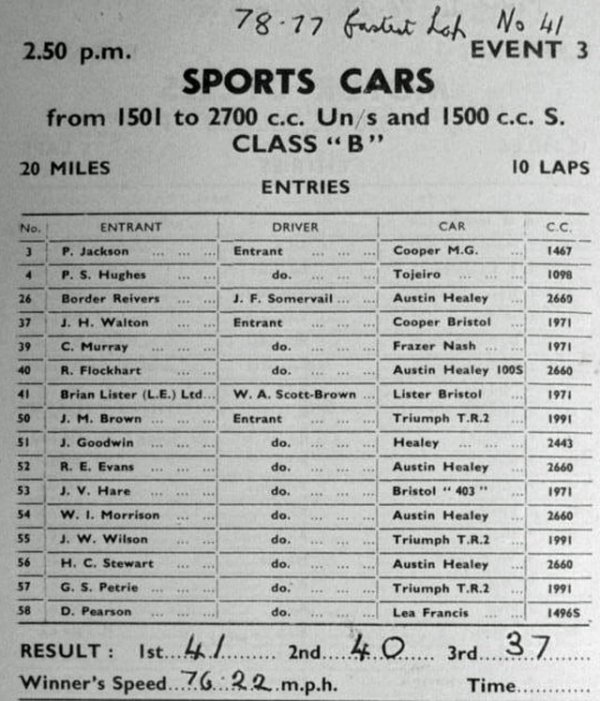 78.77 fastest Lap No 41
2.50 p.m. EVENT 3
SPORTS CARS
from 1501 to 2700 c.c. Un/s and 1500 c.c. S.
CLASS "B"
20 MILES 10 LAPS
ENTRIES
No. ENTRANT DRIVER CAR C.C.
3 P. Jackson ... ... ... Entrant ... ... ... Cooper M.G. ... 1467
4 P. S. Hughes ... ... ... do. ... ... ... Tojeiro ... ... ... 1098
26 Border Reivers ... ... J. F. Somervail ... ... Austin Healey ... 2660
37 J. H. Walton ... ... Entrant ... ... ... Cooper Bristol ... 1971
39 C. Murray ... ... ... do. ... ... ... Frazer Nash ... ... 1971
40 R. Flockhart ... ... do. ... ... ... Austin Healey 100S 2660
41 Brian Lister (L.E.) Ltd... W. A. Scott-Brown ... Lister Bristol ... 1971
50 J. M. Brown ... ... ... Entrant ... ... ... Triumph T.R.2 ... 1991
51 J. Goodwin ... ... ... do. ... ... ... Healey ... ... ... 2443
52 R. E. Evans ... ... ... do. ... ... ... Austin Healey ... 2660
53 J. V. Hare ... ... ... do. ... ... ... Bristol "403" ... 1971
54 W. I. Morrison ... ... do. ... ... ... Austin Healey ... 2660
55 J. W. Wilson ... ... do. ... ... ... Triumph T.R.2 ... 1991
56 H. C. Stewart ... ... do. ... ... ... Austin Healey ... 2660
57 G. S. Petrie ... ... ... do. ... ... ... Triumph T.R.2 ... 1991
58 D. Pearson ... ... ... do. ... ... ... Lea Francis ... ... 1496S
RESULT : 1st...41......... 2nd...40...... 3rd...37......
Winner's Speed...76.22...m.p.h. Time............